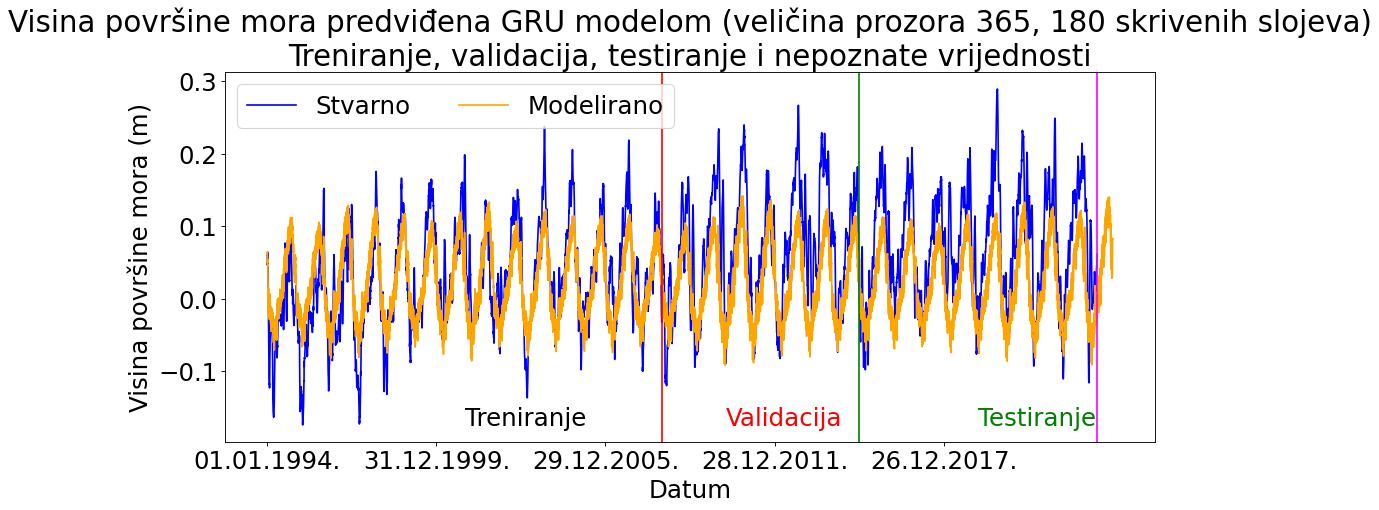 Visina površine mora predviđena GRU modelom (veličina prozora 365, 180 skrivenih slojeva)
Treniranje, validacija, testiranje i nepoznate vrijednosti
Stvarno Modelirano
Visina površine mora (m)
0.3
0.2
0.1
0.0
−0.1
Treniranje Validacija Testiranje
01.01.1994. 31.12.1999. 29.12.2005. 28.12.2011. 26.12.2017.
Datum